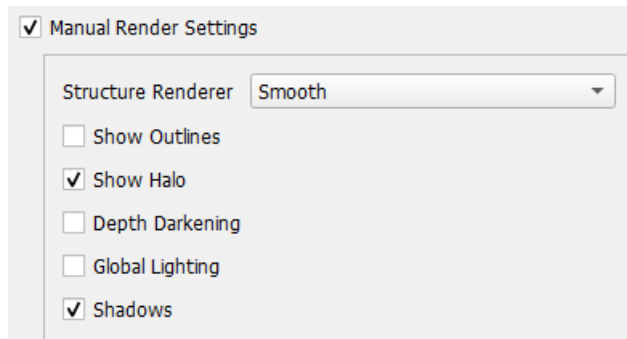 Manual Render Settings
Structure Renderer Smooth
Show Outlines
Show Halo
Depth Darkening
Global Lighting
Shadows